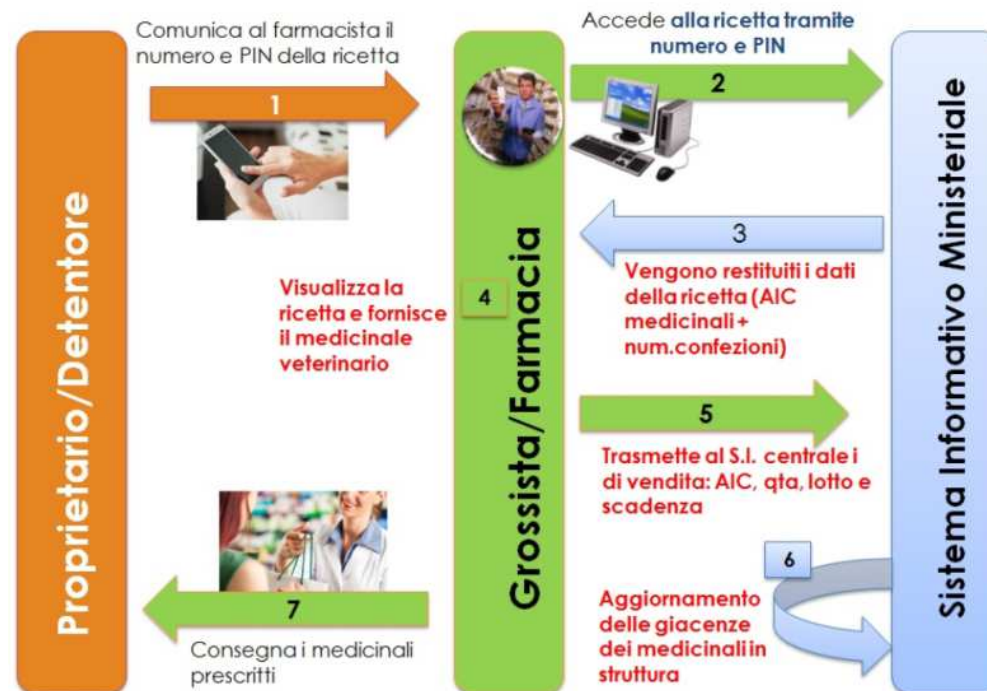 Comunica al farmacista il
numero e PIN della ricetta
1
Accede alla ricetta tramite
numero e PIN
2
3
Vengono restituiti i dati
della ricetta (AIC
medicinali +
num.confezioni)
Visualizza la
ricetta e fornisce
il medicinale
veterinario
4
5
Trasmette al S.I. centrale i
di vendita: AIC, qta, lotto e
scadenza
6
Aggiornamento
delle giacenze
dei medicinali in
struttura
7
Consegna i medicinali
prescritti
Proprietario/Detentore
Grossista/Farmacia
Sistema Informativo Ministeriale